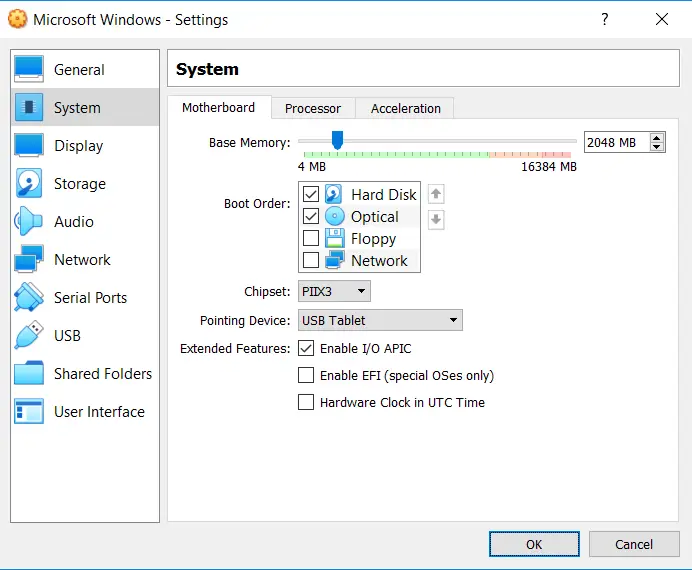 Microsoft Windows - Settings
?
General
System
Display
Storage
Audio
Network
Serial Ports
USB
Shared Folders
User Interface
System
Motherboard Processor Acceleration
Base Memory: 2048 MB
4 MB 16384 MB
Boot Order: Hard Disk
Optical
Floppy
Network
Chipset: PIIX3
Pointing Device: USB Tablet
Extended Features: Enable I/O APIC
Enable EFI (special OSes only)
Hardware Clock in UTC Time
OK Cancel